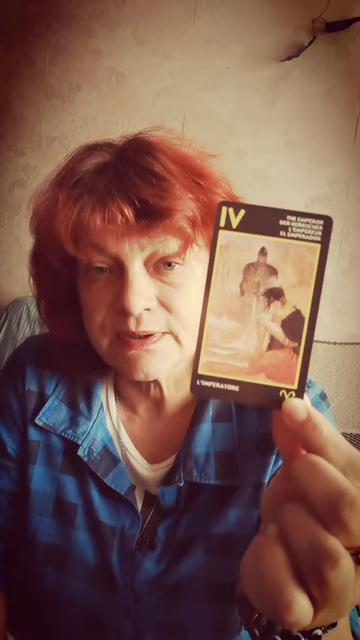 IV
THE EMPEROR
DER HERRSCHER
L'EMPEREUR
EL EMPERADOR
L'IMPERATORE